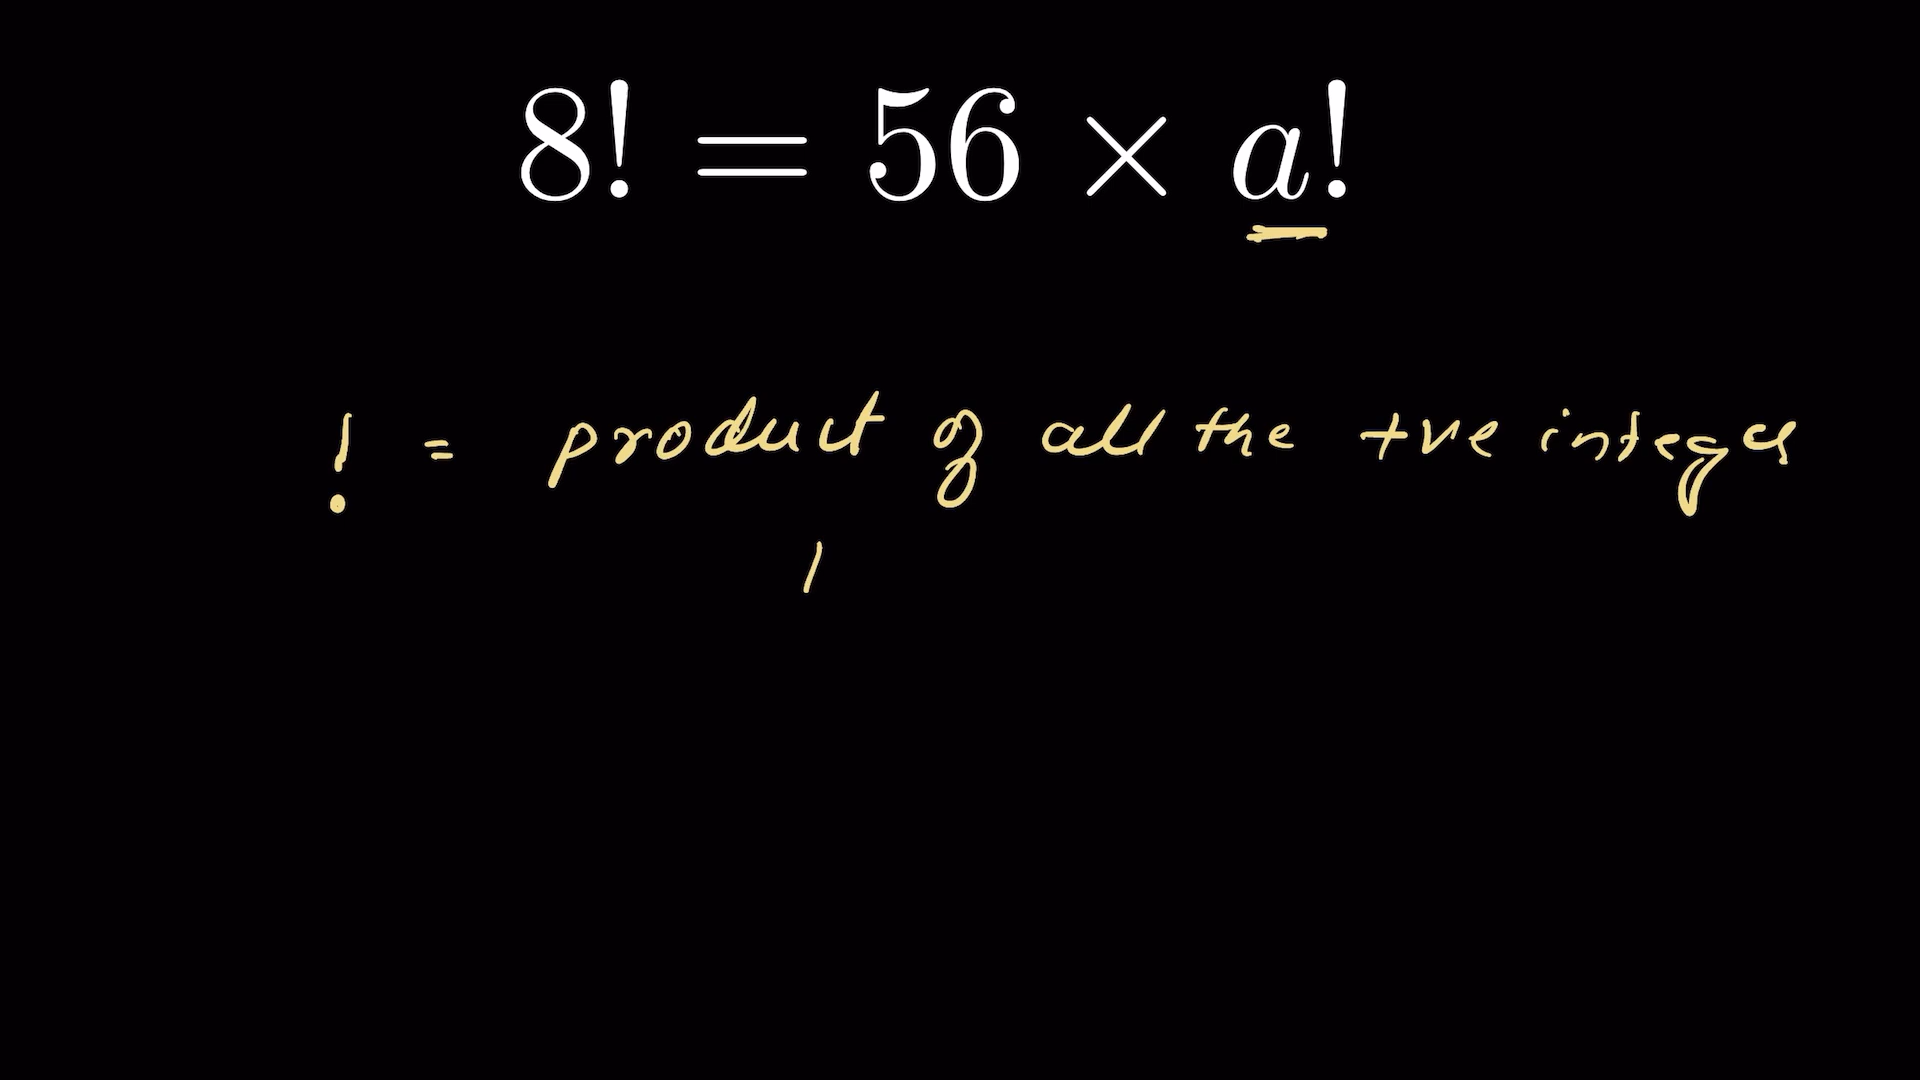 8! = 56 × a!
! = product of all the +ve integer
1